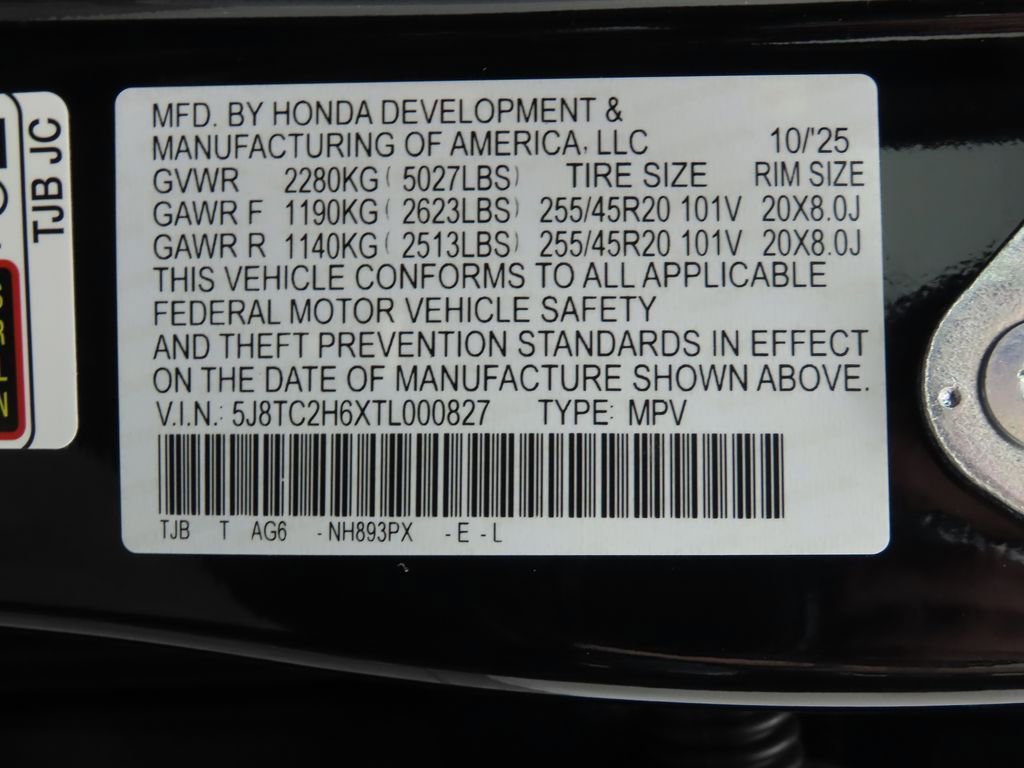 MFD. BY HONDA DEVELOPMENT &
MANUFACTURING OF AMERICA, LLC 10/'25
GVWR 2280KG ( 5027LBS) TIRE SIZE RIM SIZE
GAWR F 1190KG ( 2623LBS) 255/45R20 101V 20X8.0J
GAWR R 1140KG ( 2513LBS) 255/45R20 101V 20X8.0J
THIS VEHICLE CONFORMS TO ALL APPLICABLE
FEDERAL MOTOR VEHICLE SAFETY
AND THEFT PREVENTION STANDARDS IN EFFECT
ON THE DATE OF MANUFACTURE SHOWN ABOVE.
V.I.N.: 5J8TC2H6XTL000827 TYPE: MPV
TJB T AG6 -NH893PX -E -L
TJB JC